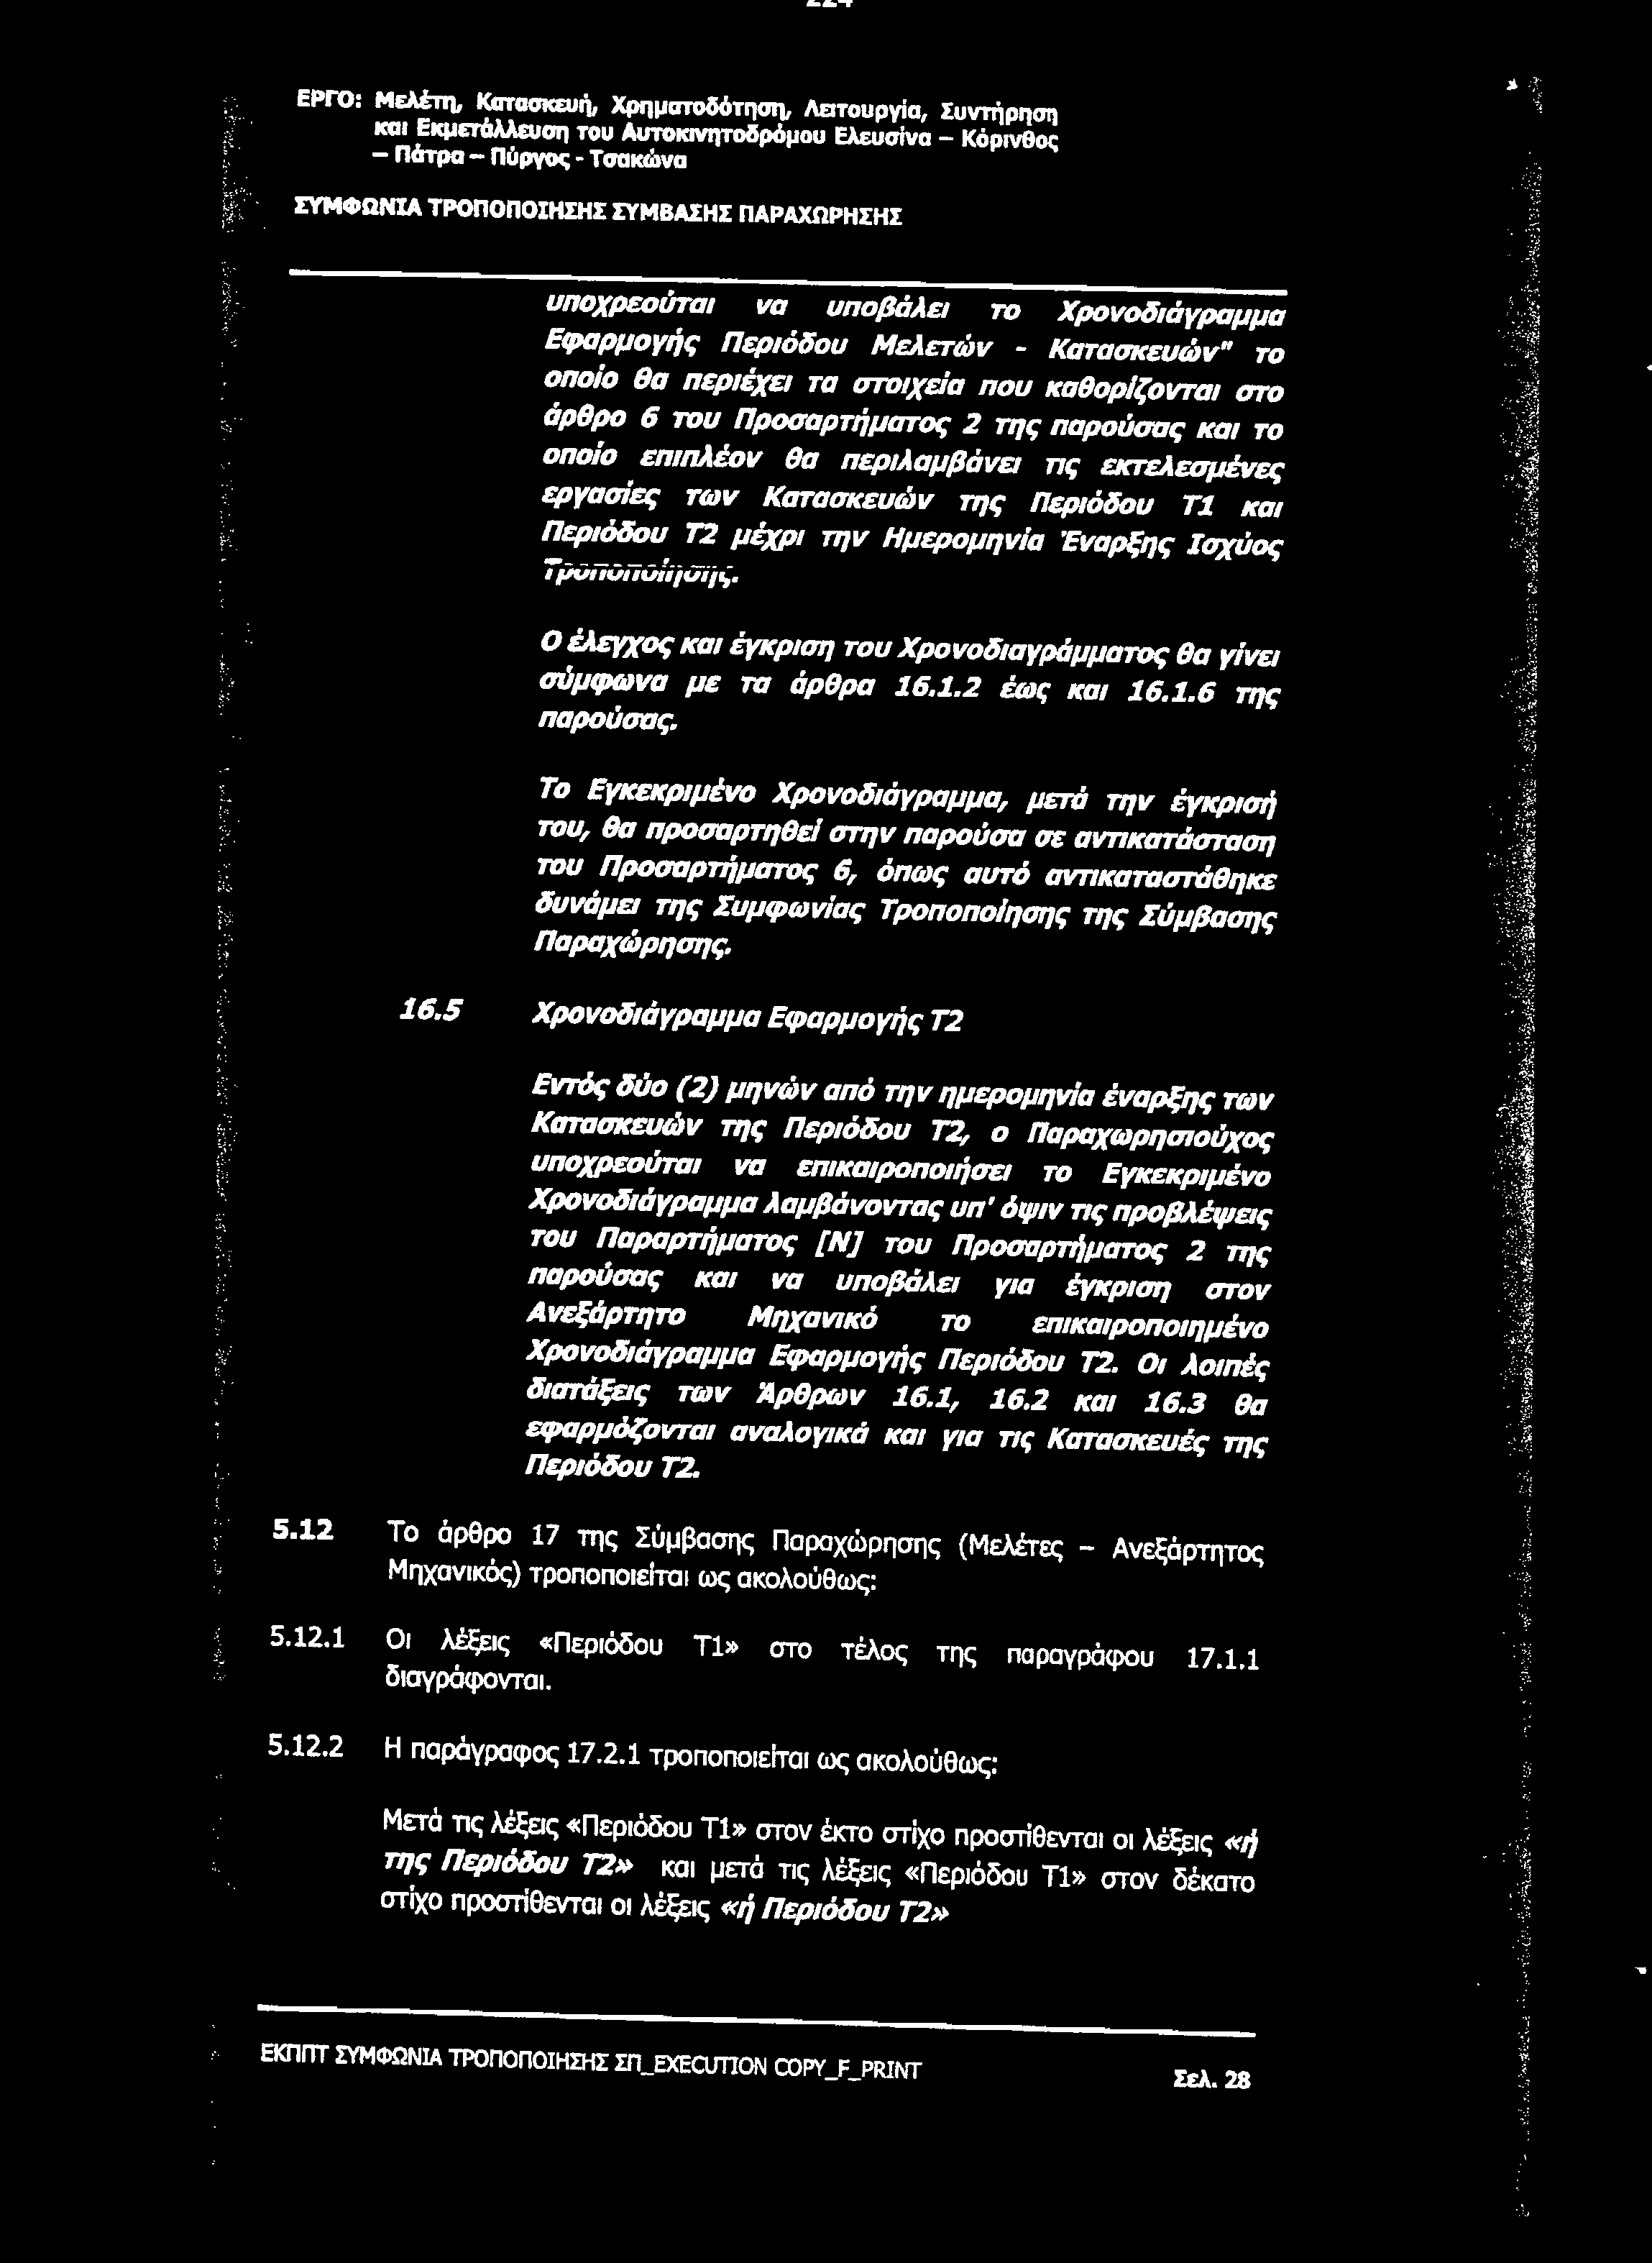 ΕΡΓΟ: Μελέτη, Κατασκευή, Χρηματοδότηση, Λειτουργία, Συντήρηση
και Εκμετάλλευση του Αυτοκινητοδρόμου Ελευσίνα – Κόρινθος
– Πάτρα – Πύργος - Τσακώνα
ΣΥΜΦΩΝΙΑ ΤΡΟΠΟΠΟΙΗΣΗΣ ΣΥΜΒΑΣΗΣ ΠΑΡΑΧΩΡΗΣΗΣ
υποχρεούται να υποβάλει το Χρονοδιάγραμμα
Εφαρμογής Περιόδου Μελετών - Κατασκευών" το
οποίο θα περιέχει τα στοιχεία που καθορίζονται στο
άρθρο 6 του Προσαρτήματος 2 της παρούσας και το
οποίο επιπλέον θα περιλαμβάνει τις εκτελεσμένες
εργασίες των Κατασκευών της Περιόδου Τ1 και
Περιόδου Τ2 μέχρι την Ημερομηνία Έναρξης Ισχύος
Τροποποίησης.
Ο έλεγχος και έγκριση του Χρονοδιαγράμματος θα γίνει
σύμφωνα με τα άρθρα 16.1.2 έως και 16.1.6 της
παρούσας.
Το Εγκεκριμένο Χρονοδιάγραμμα, μετά την έγκρισή
του, θα προσαρτηθεί στην παρούσα σε αντικατάσταση
του Προσαρτήματος 6, όπως αυτό αντικαταστάθηκε
δυνάμει της Συμφωνίας Τροποποίησης της Σύμβασης
Παραχώρησης.
16.5 Χρονοδιάγραμμα Εφαρμογής Τ2
Εντός δύο (2) μηνών από την ημερομηνία έναρξης των
Κατασκευών της Περιόδου Τ2, ο Παραχωρησιούχος
υποχρεούται να επικαιροποιήσει το Εγκεκριμένο
Χρονοδιάγραμμα λαμβάνοντας υπ' όψιν τις προβλέψεις
του Παραρτήματος [Ν] του Προσαρτήματος 2 της
παρούσας και να υποβάλει για έγκριση στον
Ανεξάρτητο Μηχανικό το επικαιροποιημένο
Χρονοδιάγραμμα Εφαρμογής Περιόδου Τ2. Οι λοιπές
διατάξεις των Άρθρων 16.1, 16.2 και 16.3 θα
εφαρμόζονται αναλογικά και για τις Κατασκευές της
Περιόδου Τ2.
5.12 Το άρθρο 17 της Σύμβασης Παραχώρησης (Μελέτες – Ανεξάρτητος
Μηχανικός) τροποποιείται ως ακολούθως:
5.12.1 Οι λέξεις «Περιόδου Τ1» στο τέλος της παραγράφου 17.1.1
διαγράφονται.
5.12.2 Η παράγραφος 17.2.1 τροποποιείται ως ακολούθως:
Μετά τις λέξεις «Περιόδου Τ1» στον έκτο στίχο προστίθενται οι λέξεις «ή
της Περιόδου Τ2» και μετά τις λέξεις «Περιόδου Τ1» στον δέκατο
στίχο προστίθενται οι λέξεις «ή Περιόδου Τ2»
ΕΚΠΠΤ ΣΥΜΦΩΝΙΑ ΤΡΟΠΟΠΟΙΗΣΗΣ ΣΠ_EXECUTION COPY_F_PRINT
Σελ. 28